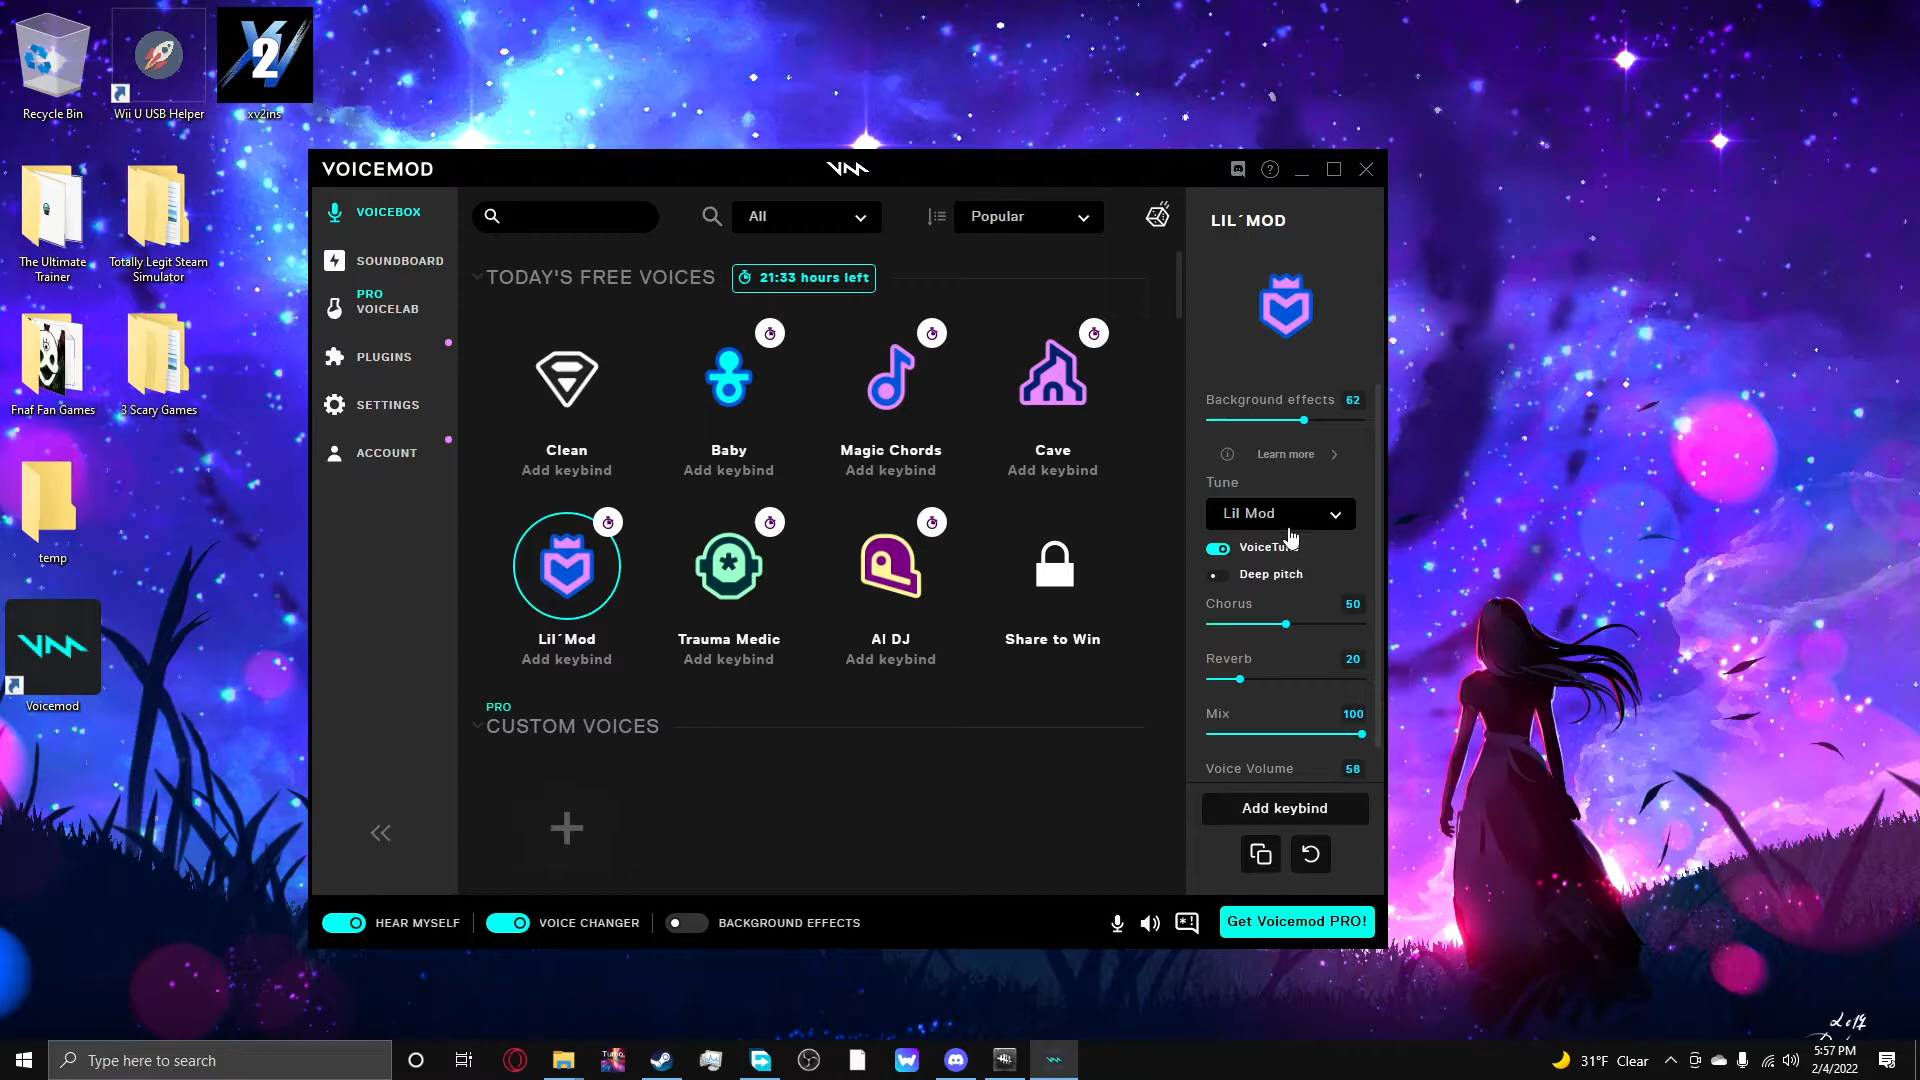 Recycle Bin
Wii U USB Helper
xv2ins
The Ultimate
Trainer
Totally Legit Steam
Simulator
Fnaf Fan Games
3 Scary Games
temp
Voicemod
VOICEMOD
VOICEBOX
SOUNDBOARD
PRO
VOICELAB
PLUGINS
SETTINGS
ACCOUNT
All
Popular
TODAY'S FREE VOICES
21:33 hours left
Clean
Add keybind
Baby
Add keybind
Magic Chords
Add keybind
Cave
Add keybind
Lil´Mod
Add keybind
Trauma Medic
Add keybind
AI DJ
Add keybind
Share to Win
PRO
CUSTOM VOICES
LIL´MOD
Background effects 62
Learn more
Tune
Lil Mod
Deep pitch
Chorus 50
Reverb 20
Mix 100
Voice Volume 58
Add keybind
HEAR MYSELF
VOICE CHANGER
BACKGROUND EFFECTS
Get Voicemod PRO!
Type here to search
31°F Clear
5:57 PM
2/4/2022